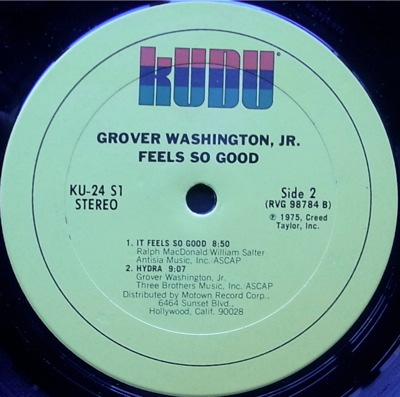 KUDU
GROVER WASHINGTON, JR.
FEELS SO GOOD
KU-24 S1
STEREO
Side 2
(RVG 98784 B)
℗ 1975, Creed
Taylor, Inc.
1. IT FEELS SO GOOD 8:50
Ralph MacDonald William Salter
Antisia Music, Inc. ASCAP
2. HYDRA 9:07
Grover Washington, Jr.
Three Brothers Music, Inc. ASCAP
Distributed by Motown Record Corp.,
6464 Sunset Blvd.,
Hollywood, Calif. 90028